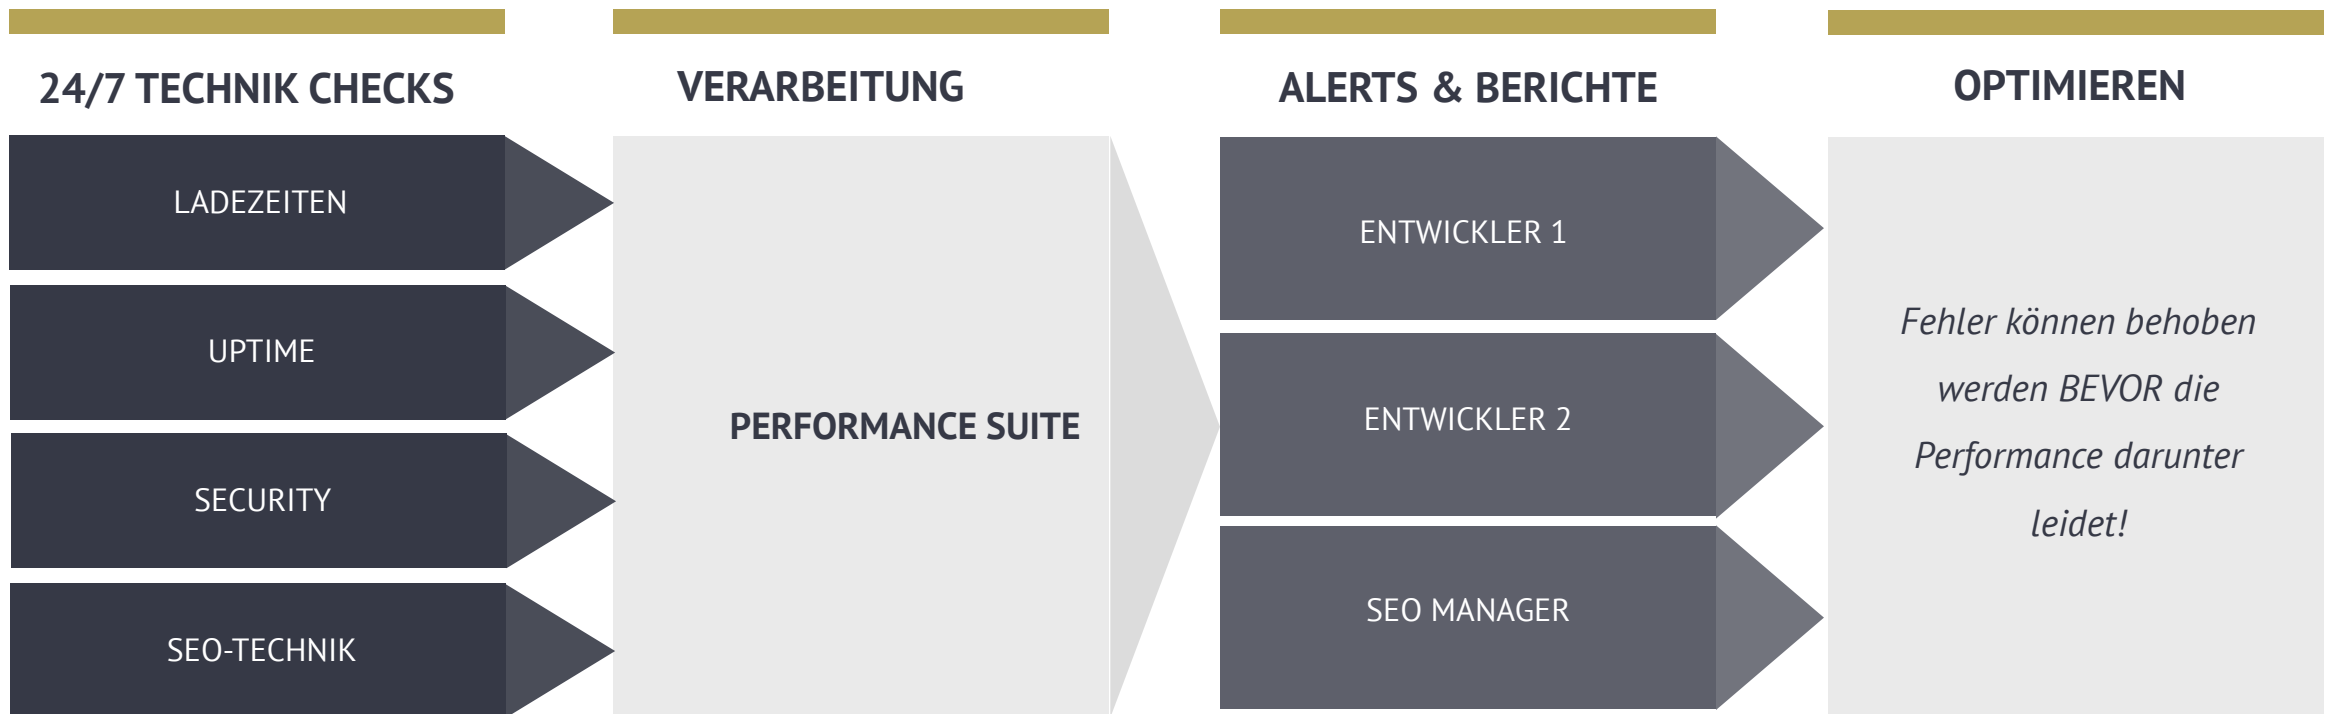 24/7 TECHNIK CHECKS
LADEZEITEN
UPTIME
SECURITY
SEO-TECHNIK
VERARBEITUNG
PERFORMANCE SUITE
ALERTS & BERICHTE
ENTWICKLER 1
ENTWICKLER 2
SEO MANAGER
OPTIMIEREN
Fehler können behoben
werden BEVOR die
Performance darunter
leidet!